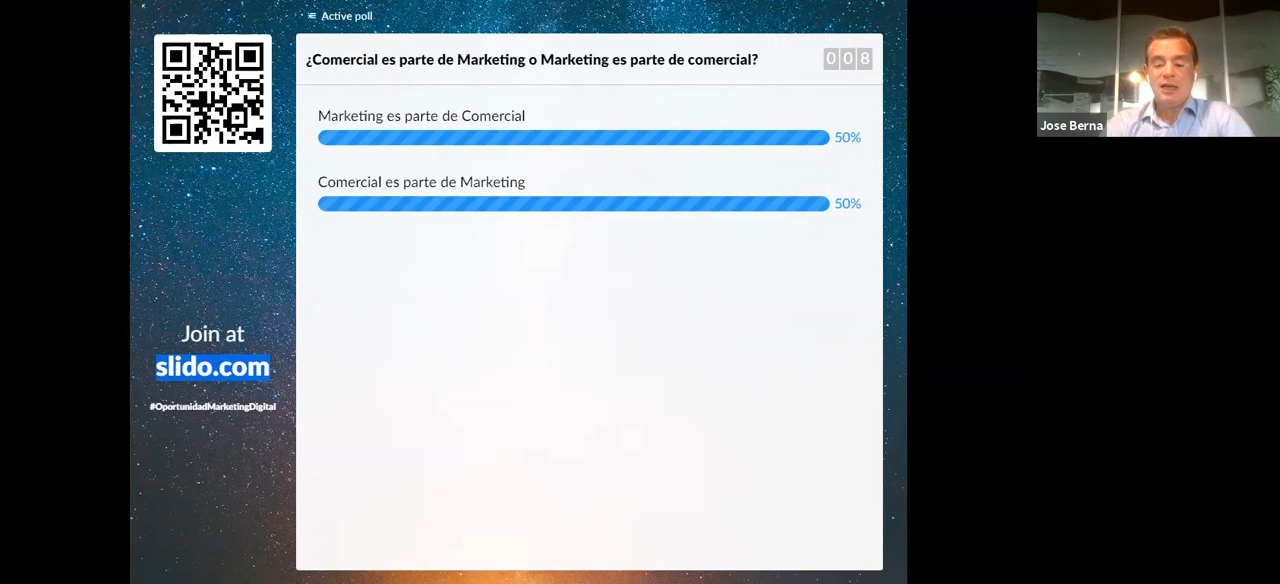 Active poll
¿Comercial es parte de Marketing o Marketing es parte de comercial?
008
Marketing es parte de Comercial
50%
Comercial es parte de Marketing
50%
Join at
slido.com
#OportunidadMarketingDigital
Jose Berna